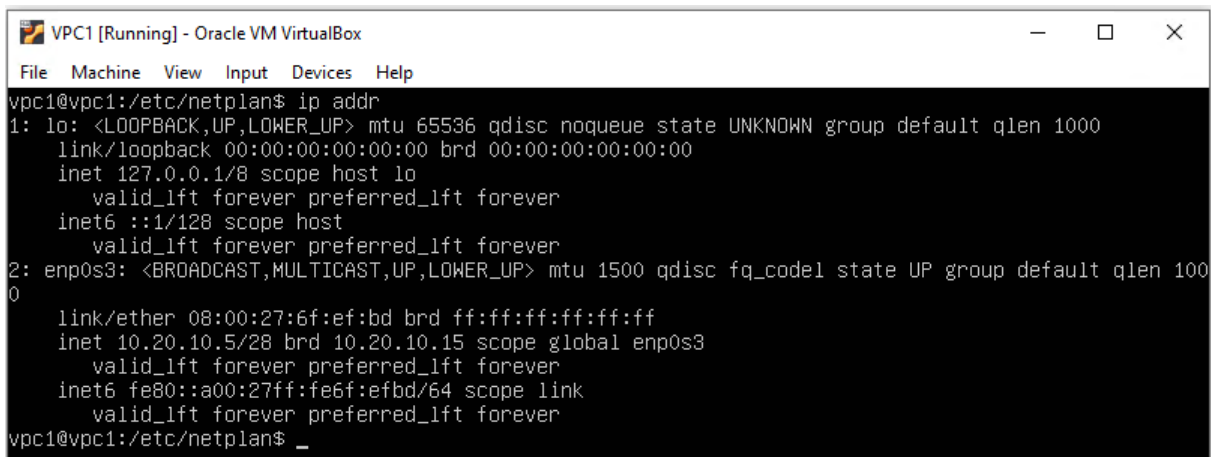 VPC1 [Running] - Oracle VM VirtualBox
File Machine View Input Devices Help
vpc1@vpc1:/etc/netplan$ ip addr
1: lo: <LOOPBACK,UP,LOWER_UP> mtu 65536 qdisc noqueue state UNKNOWN group default qlen 1000
    link/loopback 00:00:00:00:00:00 brd 00:00:00:00:00:00
    inet 127.0.0.1/8 scope host lo
       valid_lft forever preferred_lft forever
    inet6 ::1/128 scope host
       valid_lft forever preferred_lft forever
2: enp0s3: <BROADCAST,MULTICAST,UP,LOWER_UP> mtu 1500 qdisc fq_codel state UP group default qlen 100
0
    link/ether 08:00:27:6f:ef:bd brd ff:ff:ff:ff:ff:ff
    inet 10.20.10.5/28 brd 10.20.10.15 scope global enp0s3
       valid_lft forever preferred_lft forever
    inet6 fe80::a00:27ff:fe6f:efbd/64 scope link
       valid_lft forever preferred_lft forever
vpc1@vpc1:/etc/netplan$ _